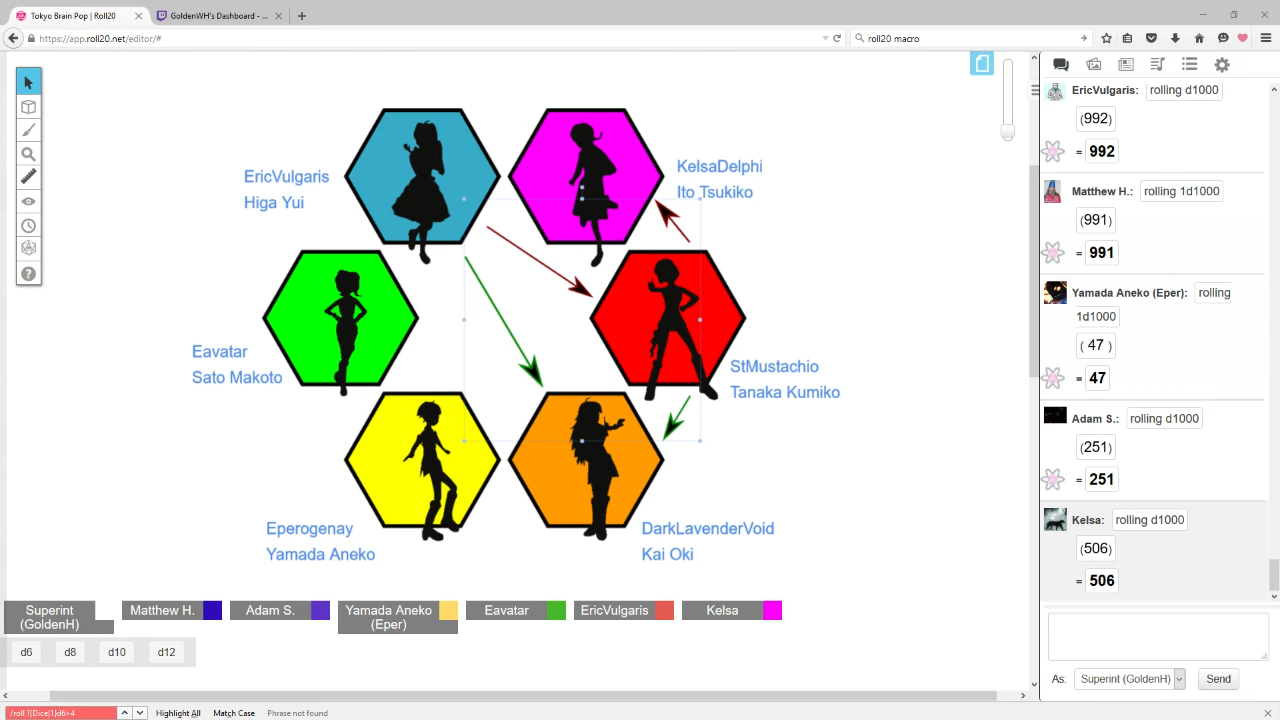 Tokyo Brain Pop | Roll20
GoldenWH's Dashboard - ...
https://app.roll20.net/editor/#
roll20 macro
EricVulgaris
Higa Yui
KelsaDelphi
Ito Tsukiko
Eavatar
Sato Makoto
StMustachio
Tanaka Kumiko
Eperogenay
Yamada Aneko
DarkLavenderVoid
Kai Oki
Superint
(GoldenH)
Matthew H.
Adam S.
Yamada Aneko
(Eper)
Eavatar
EricVulgaris
Kelsa
d6
d8
d10
d12
EricVulgaris: rolling d1000
(992)
= 992
Matthew H.: rolling 1d1000
(991)
= 991
Yamada Aneko (Eper): rolling
1d1000
( 47 )
= 47
Adam S.: rolling d1000
(251)
= 251
Kelsa: rolling d1000
(506)
= 506
As: Superint (GoldenH) Send
/roll ?{Dice|1}d6>4
Highlight All Match Case Phrase not found